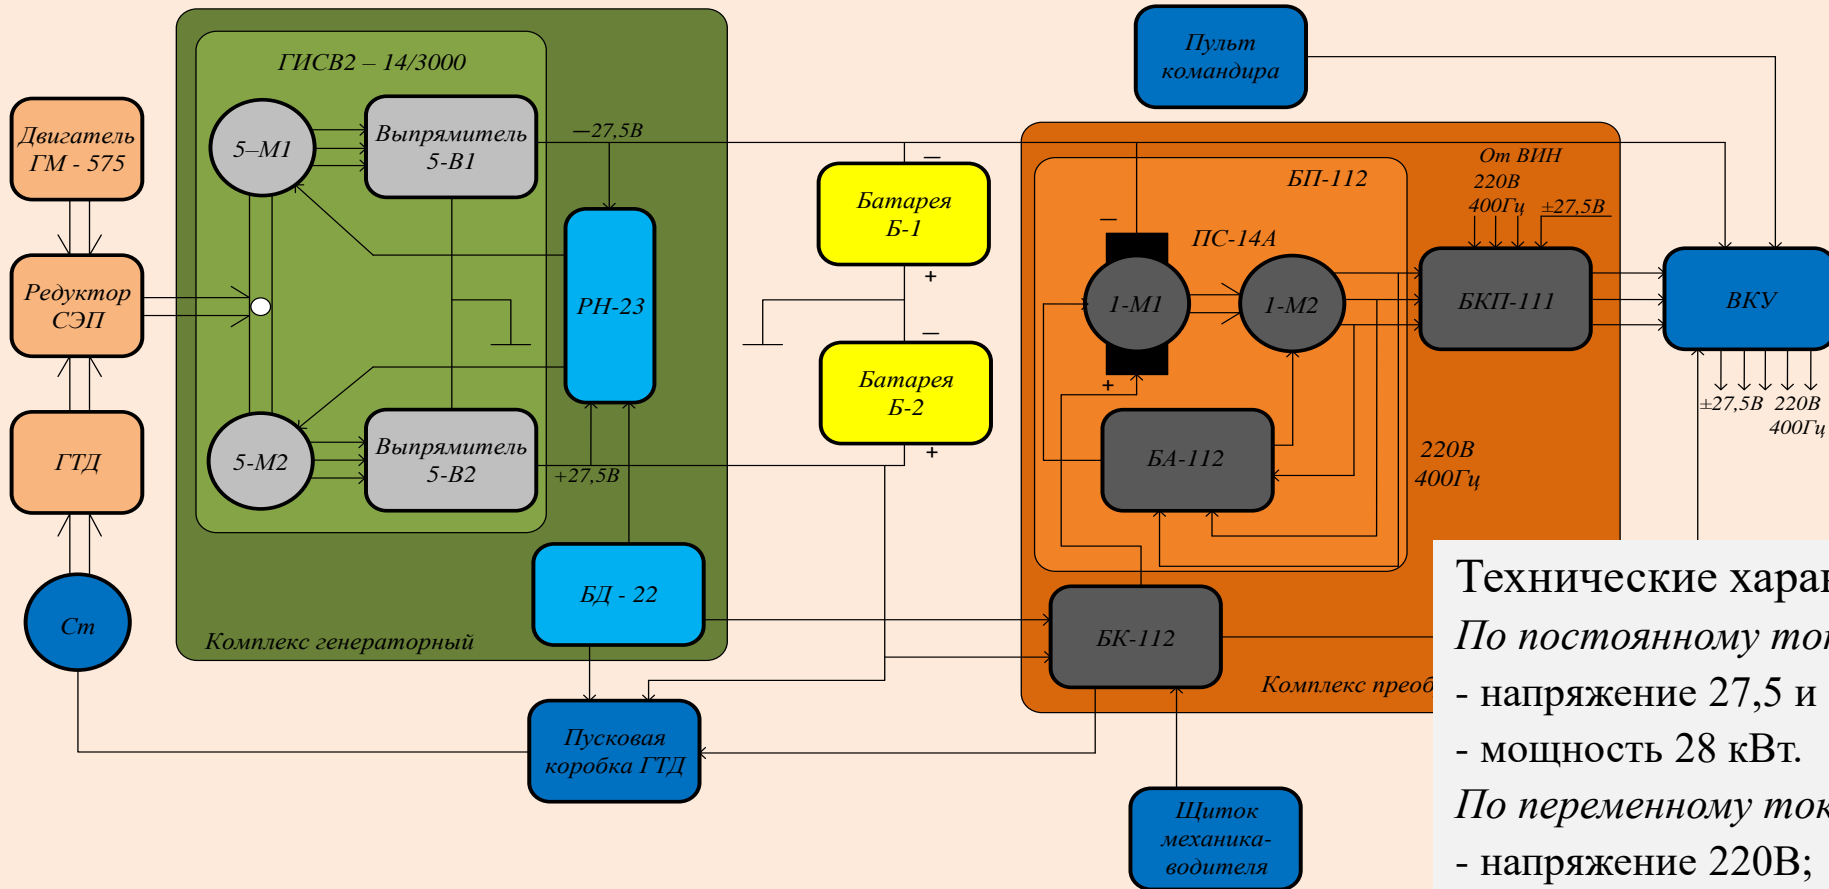 ГИСВ2 – 14/3000
Двигатель
ГМ - 575
5–М1
Выпрямитель
5-В1
—27,5В
Редуктор
СЭП
РН-23
ГТД
5-М2
Выпрямитель
5-В2
+27,5В
Ст
БД - 22
Комплекс генераторный
Пусковая
коробка ГТД
—
Батарея
Б-1
+
—
Батарея
Б-2
+
Пульт
командира
БП-112
—
ПС-14А
1-М1
1-М2
+
БА-112
220В
400Гц
От ВИН
220В
400Гц
±27,5В
БКП-111
ВКУ
±27,5В
220В
400Гц
БК-112
Комплекс
Щиток
механика-
водителя
Технические
По постоянному
- напряжение 27,5 и
- мощность 28 кВт.
По переменному
- напряжение 220В;